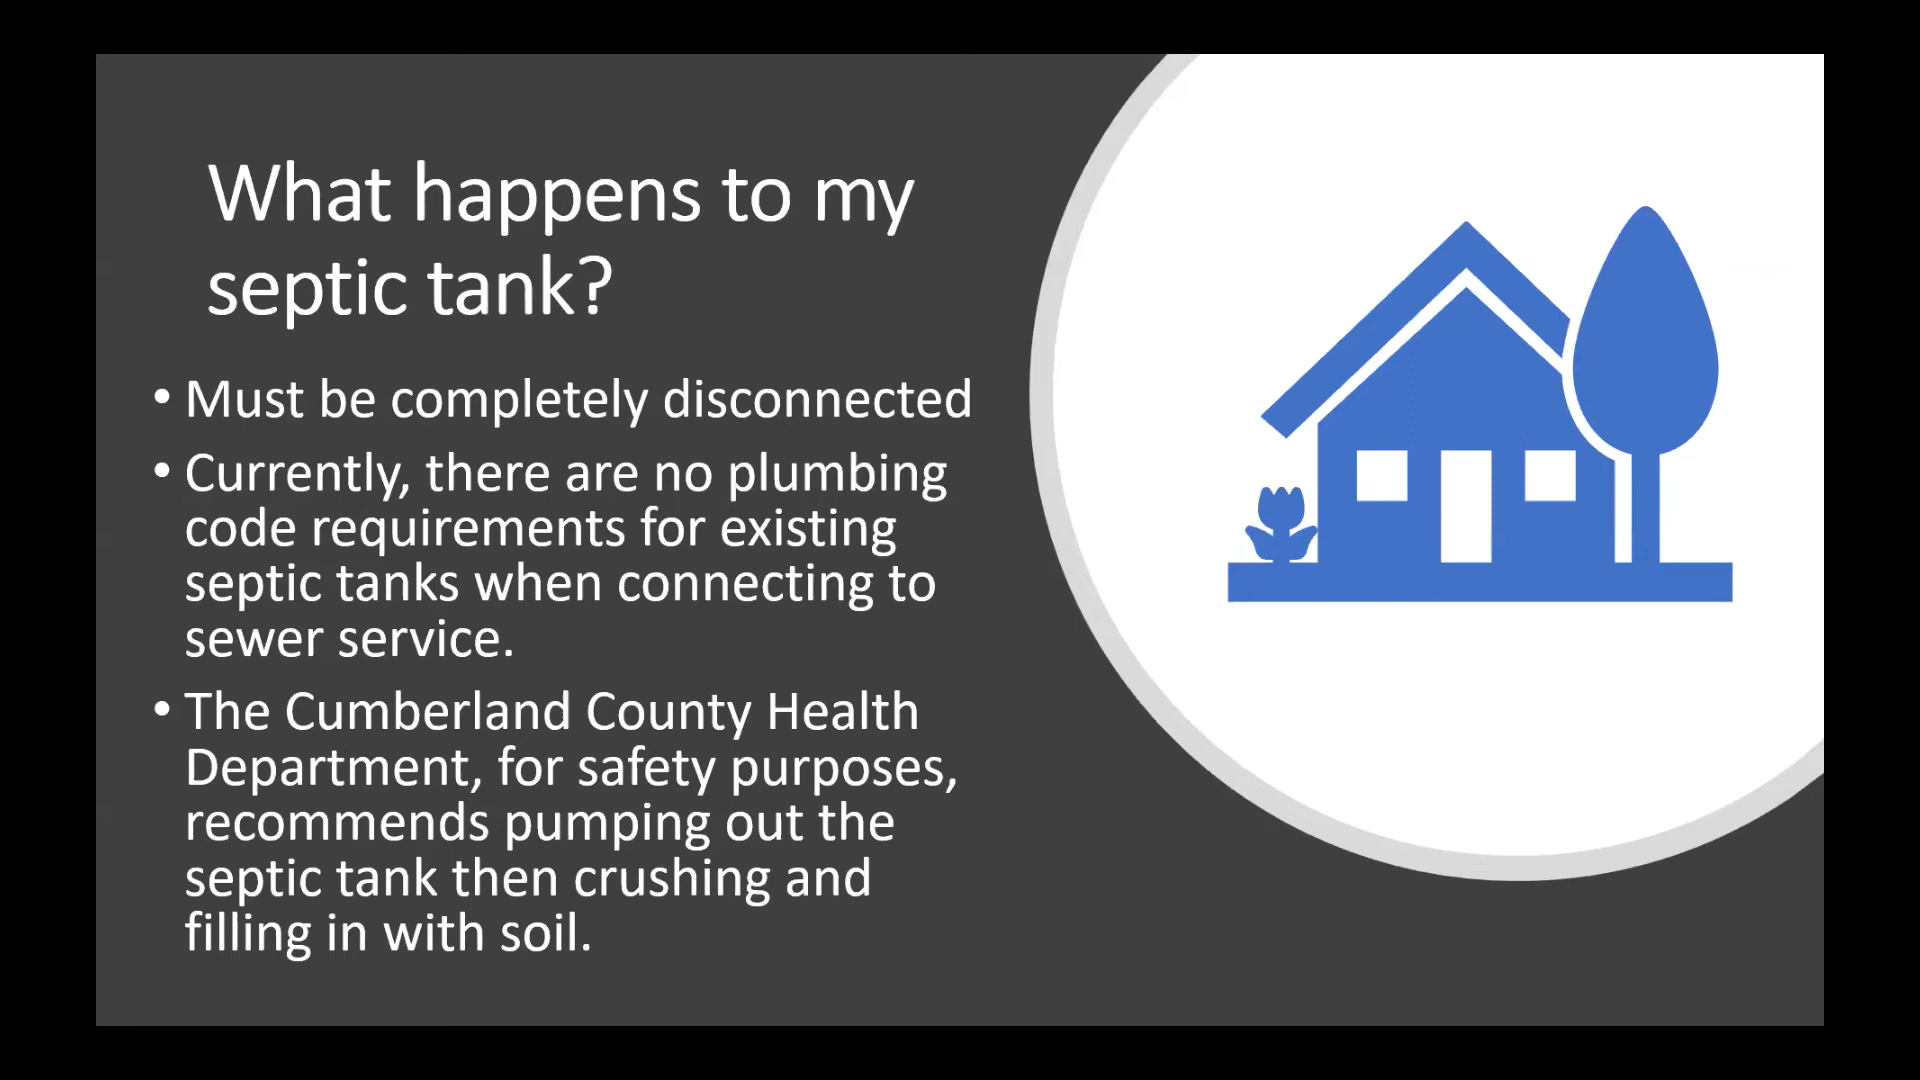 What happens to my
septic tank?
• Must be completely disconnected
• Currently, there are no plumbing
code requirements for existing
septic tanks when connecting to
sewer service.
• The Cumberland County Health
Department, for safety purposes,
recommends pumping out the
septic tank then crushing and
filling in with soil.